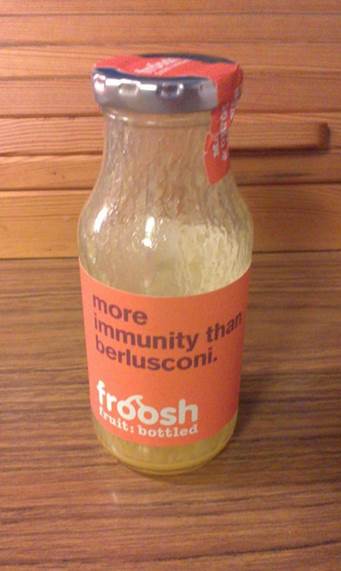 more
immunity than
berlusconi.
froosh
fruit: bottled